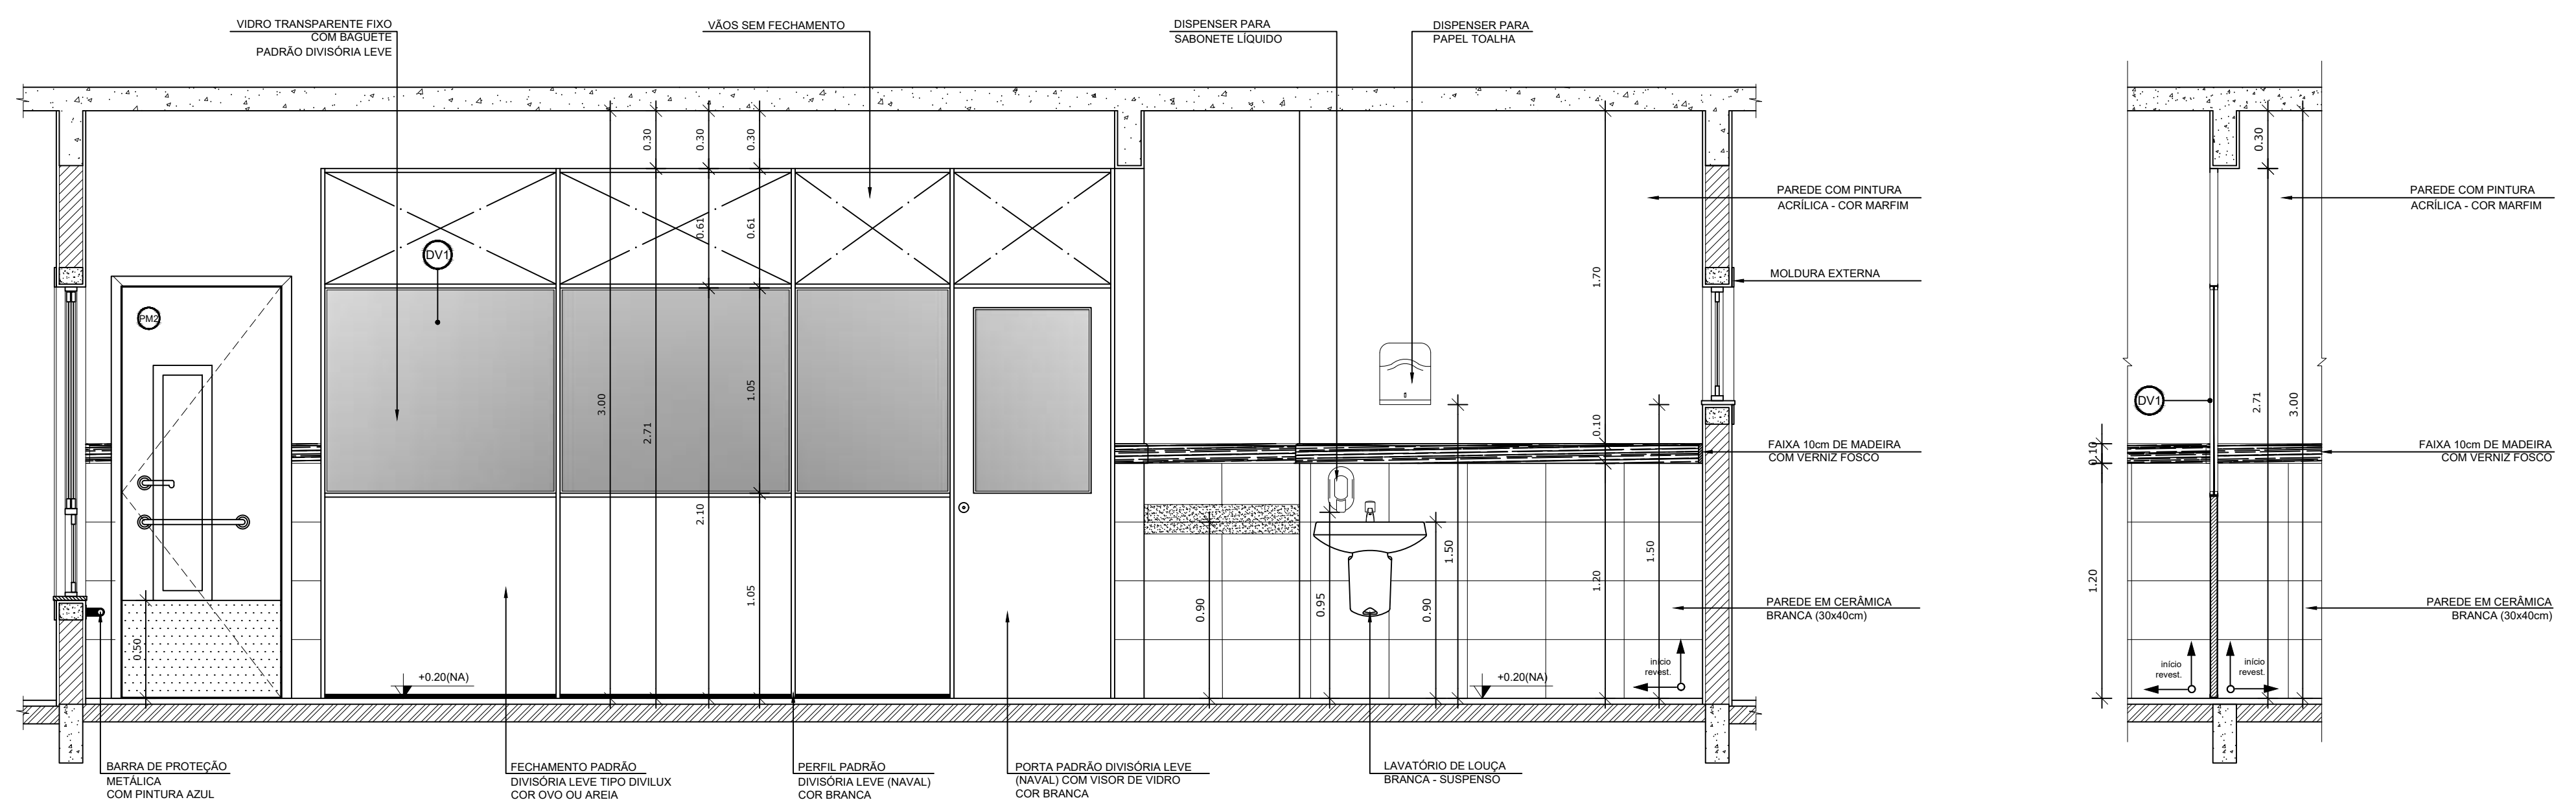 VIDRO TRANSPARENTE FIXO
COM BAGUETE
PADRÃO DIVISÓRIA LEVE
VÃOS SEM FECHAMENTO
DISPENSER PARA
SABONETE LÍQUIDO
DISPENSER PARA
PAPEL TOALHA
0.30
0.30
0.30
0.61
0.61
DV1
PM2
3.00
2.71
2.10
1.05
1.05
0.50
+0.20(NA)
0.90
0.95
0.90
1.50
1.70
0.10
1.20
1.50
+0.20(NA)
início
revest.
PAREDE COM PINTURA
ACRÍLICA - COR MARFIM
MOLDURA EXTERNA
FAIXA 10cm DE MADEIRA
COM VERNIZ FOSCO
PAREDE EM CERÂMICA
BRANCA (30x40cm)
BARRA DE PROTEÇÃO
METÁLICA
COM PINTURA AZUL
FECHAMENTO PADRÃO
DIVISÓRIA LEVE TIPO DIVILUX
COR OVO OU AREIA
PERFIL PADRÃO
DIVISÓRIA LEVE (NAVAL)
COR BRANCA
PORTA PADRÃO DIVISÓRIA LEVE
(NAVAL) COM VISOR DE VIDRO
COR BRANCA
LAVATÓRIO DE LOUÇA
BRANCA - SUSPENSO
0.30
2.71
3.00
DV1
0.10
1.20
início
revest.
início
revest.
PAREDE COM PINTURA
ACRÍLICA - COR MARFIM
FAIXA 10cm DE MADEIRA
COM VERNIZ FOSCO
PAREDE EM CERÂMICA
BRANCA (30x40cm)